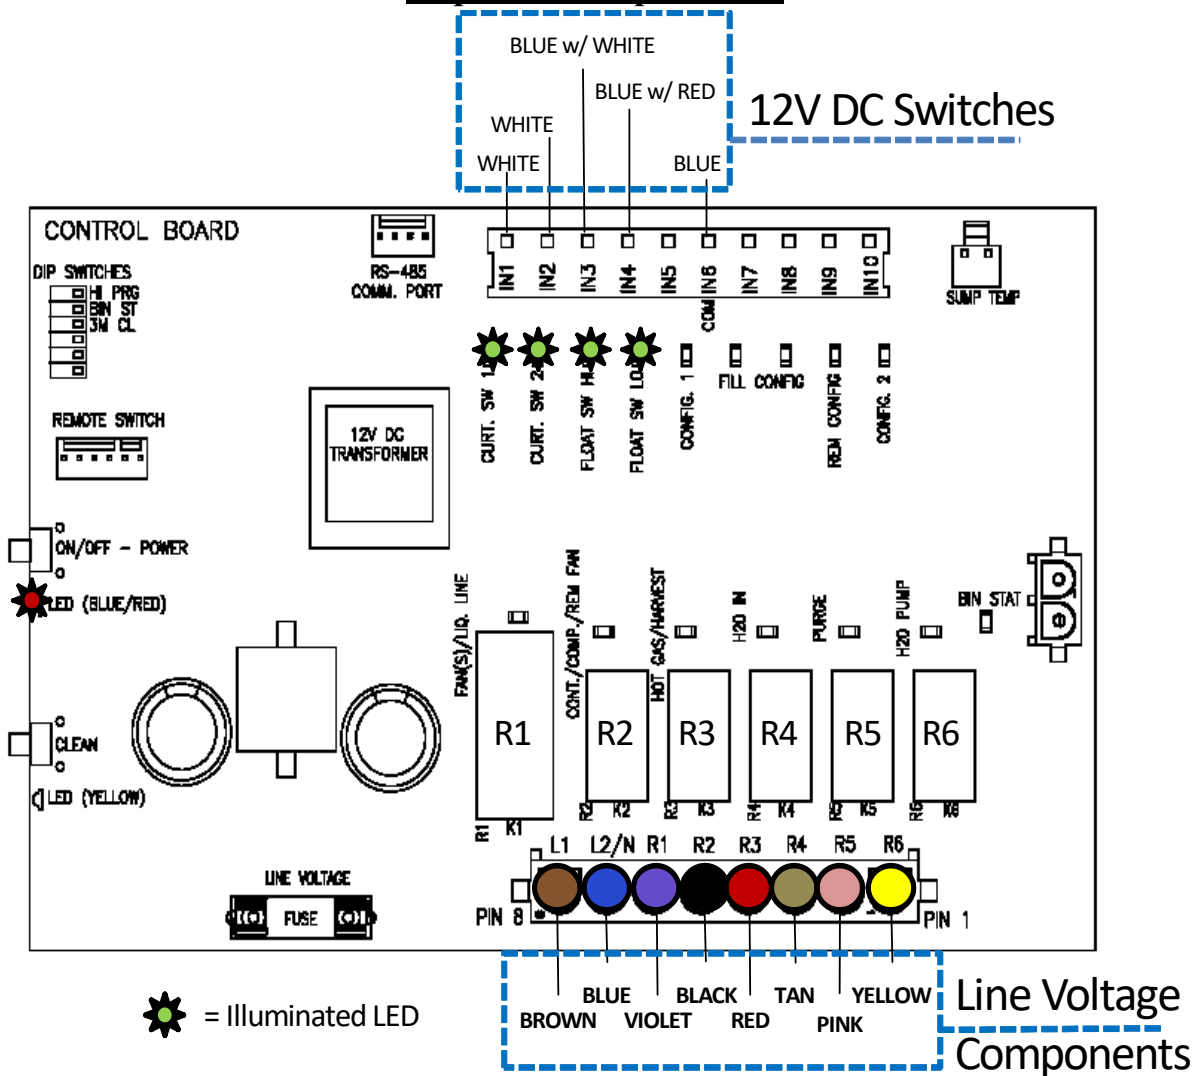 BLUE w/ WHITE
BLUE w/ RED
WHITE
WHITE
BLUE
12V DC Switches
CONTROL BOARD
DIP SWITCHES
HI PRG
BIN ST
3M CL
RS-485
COMM. PORT
IN1
IN2
IN3
IN4
IN5
COM IN6
IN7
IN8
IN9
IN10
SUMP TEMP
CURT. SW 1
CURT. SW 2
FLOAT SW HI
FLOAT SW LO
CONFIG. 1
FILL CONFIG
REM CONFIG
CONFIG. 2
REMOTE SWITCH
12V DC
TRANSFORMER
ON/OFF - POWER
LED (BLUE/RED)
FAN(S)/LIQ. LINE
CONT./COMP./REM FAN
HOT GAS/HARVEST
H2O IN
PURGE
H2O PUMP
BIN STAT
R1
R2
R3
R4
R5
R6
CLEAN
LED (YELLOW)
R1 K1
R2 K2
R3 K3
R4 K4
R5 K5
R6 K6
L1 L2/N R1 R2 R3 R4 R5 R6
LINE VOLTAGE
FUSE
PIN 8
PIN 1
BLUE BLACK TAN YELLOW
BROWN VIOLET RED PINK
Line Voltage
Components
= Illuminated LED